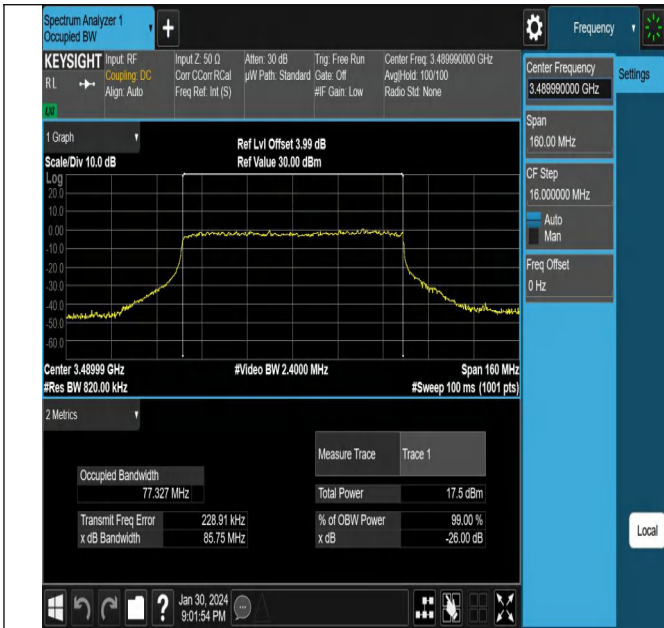 Spectrum Analyzer 1
Occupied BW
Frequency
KEYSIGHT
RL
LXI
Input: RF
Coupling: DC
Align: Auto
Input Z: 50 Ω
Corr CCorr RCal
Freq Ref: Int (S)
Atten: 30 dB
µW Path: Standard
Trig: Free Run
Gate: Off
#IF Gain: Low
Center Freq: 3.489990000 GHz
Avg|Hold: 100/100
Radio Std: None
Center Frequency
3.489990000 GHz
Settings
Span
160.00 MHz
CF Step
16.000000 MHz
Auto
Man
Freq Offset
0 Hz
Local
1 Graph
Scale/Div 10.0 dB
Ref Lvl Offset 3.99 dB
Ref Value 30.00 dBm
Log
20.0
10.0
0.00
-10.0
-20.0
-30.0
-40.0
-50.0
-60.0
Center 3.48999 GHz
#Video BW 2.4000 MHz
Span 160 MHz
#Res BW 820.00 kHz
#Sweep 100 ms (1001 pts)
2 Metrics
Measure Trace Trace 1
Occupied Bandwidth
77.327 MHz
Total Power 17.5 dBm
Transmit Freq Error 228.91 kHz
% of OBW Power 99.00 %
x dB Bandwidth 85.75 MHz
x dB -26.00 dB
?
Jan 30, 2024
9:01:54 PM